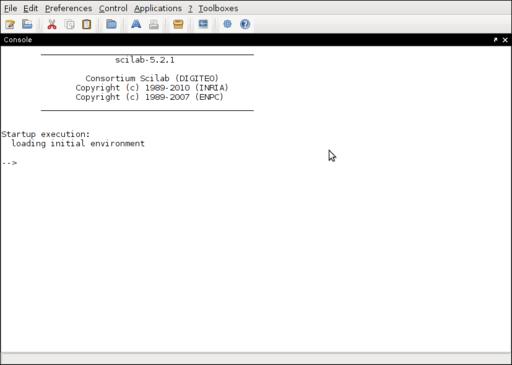 File Edit Preferences Control Applications ? Toolboxes
Console
scilab-5.2.1
Consortium Scilab (DIGITEO)
Copyright (c) 1989-2010 (INRIA)
Copyright (c) 1989-2007 (ENPC)
Startup execution:
loading initial environment
-->